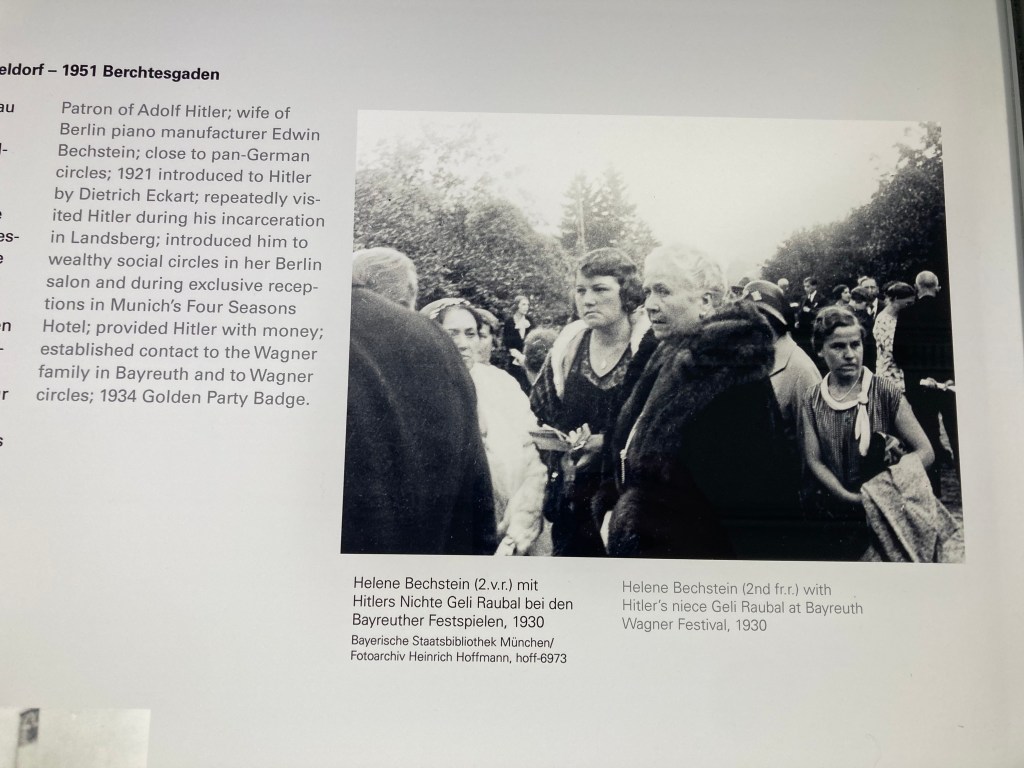 eldorf – 1951 Berchtesgaden
au
l-
e
es-
e
en
-
r
s
Patron of Adolf Hitler; wife of
Berlin piano manufacturer Edwin
Bechstein; close to pan-German
circles; 1921 introduced to Hitler
by Dietrich Eckart; repeatedly vis-
ited Hitler during his incarceration
in Landsberg; introduced him to
wealthy social circles in her Berlin
salon and during exclusive recep-
tions in Munich's Four Seasons
Hotel; provided Hitler with money;
established contact to the Wagner
family in Bayreuth and to Wagner
circles; 1934 Golden Party Badge.
Helene Bechstein (2.v.r.) mit
Hitlers Nichte Geli Raubal bei den
Bayreuther Festspielen, 1930
Bayerische Staatsbibliothek München/
Fotoarchiv Heinrich Hoffmann, hoff-6973
Helene Bechstein (2nd fr.r.) with
Hitler's niece Geli Raubal at Bayreuth
Wagner Festival, 1930